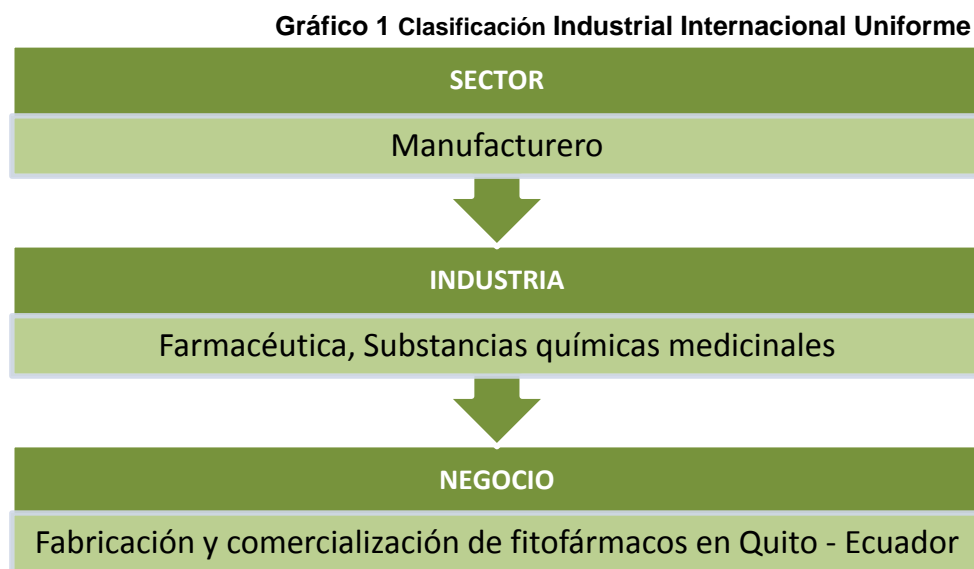 Gráfico 1 Clasificación Industrial Internacional Uniforme
SECTOR
Manufacturero
INDUSTRIA
Farmacéutica, Substancias químicas medicinales
NEGOCIO
Fabricación y comercialización de fitofármacos en Quito - Ecuador